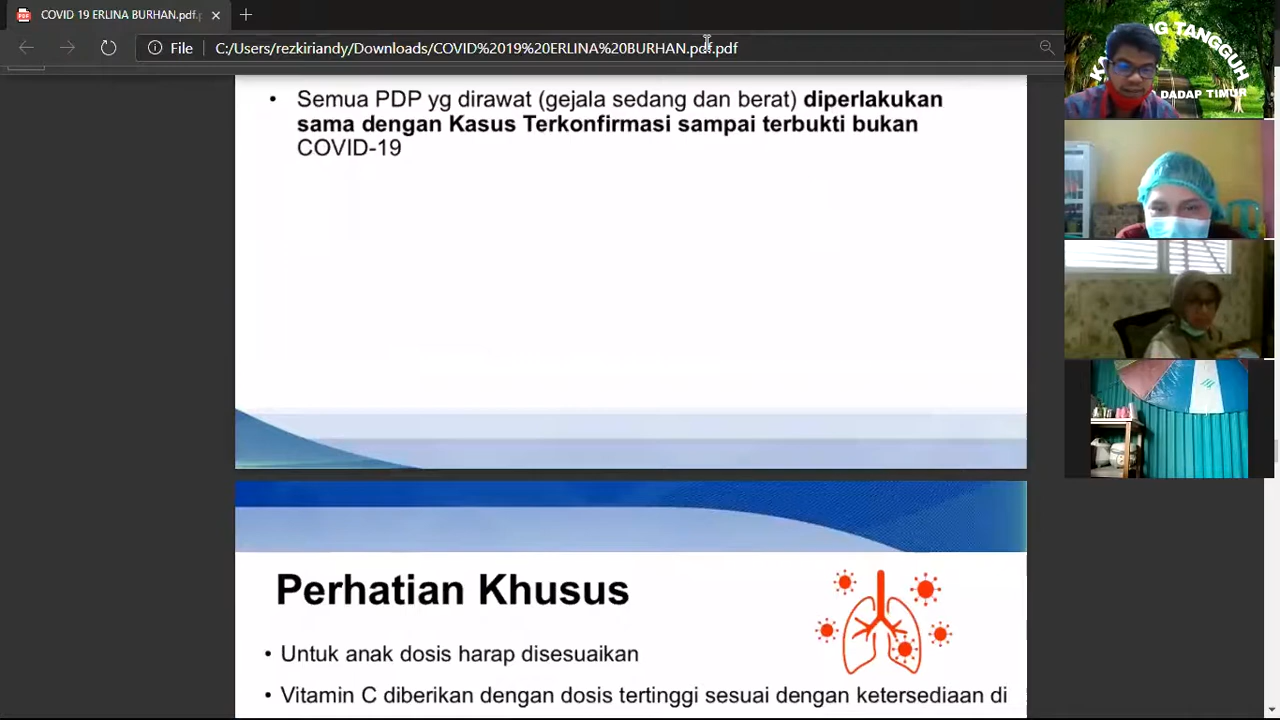 COVID 19 ERLINA BURHAN.pdf.
File
C:/Users/rezkiriandy/Downloads/COVID%2019%20ERLINA%20BURHAN.pdf.pdf
• Semua PDP yg dirawat (gejala sedang dan berat) diperlakukan
sama dengan Kasus Terkonfirmasi sampai terbukti bukan
COVID-19
Perhatian Khusus
• Untuk anak dosis harap disesuaikan
• Vitamin C diberikan dengan dosis tertinggi sesuai dengan ketersediaan di
TANGGUH
DADAP TIMUR